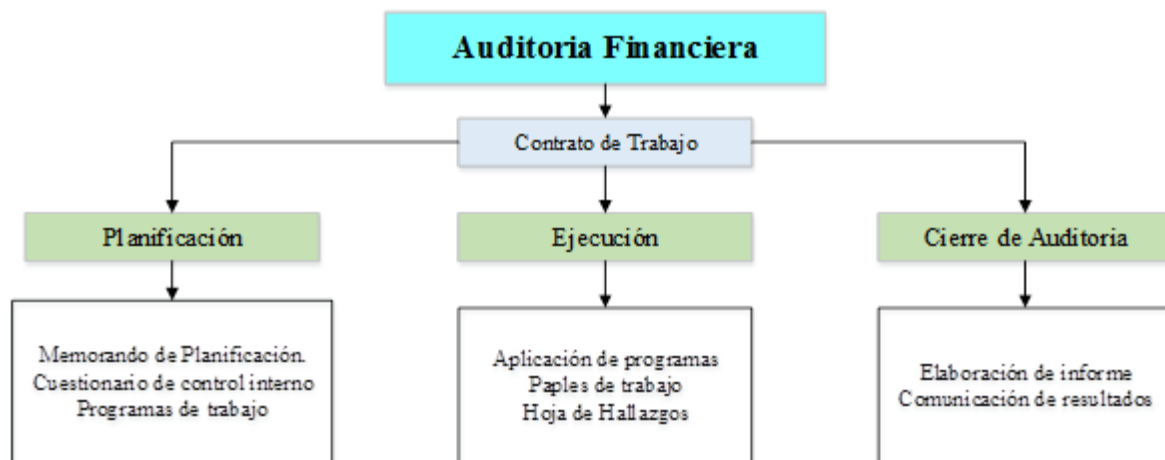 Auditoria Financiera
Contrato de Trabajo
Planificación
Ejecución
Cierre de Auditoria
Memorando de Planificación.
Cuestionario de control interno
Programas de trabajo
Aplicación de programas
Paples de trabajo
Hoja de Hallazgos
Elaboración de informe
Comunicación de resultados